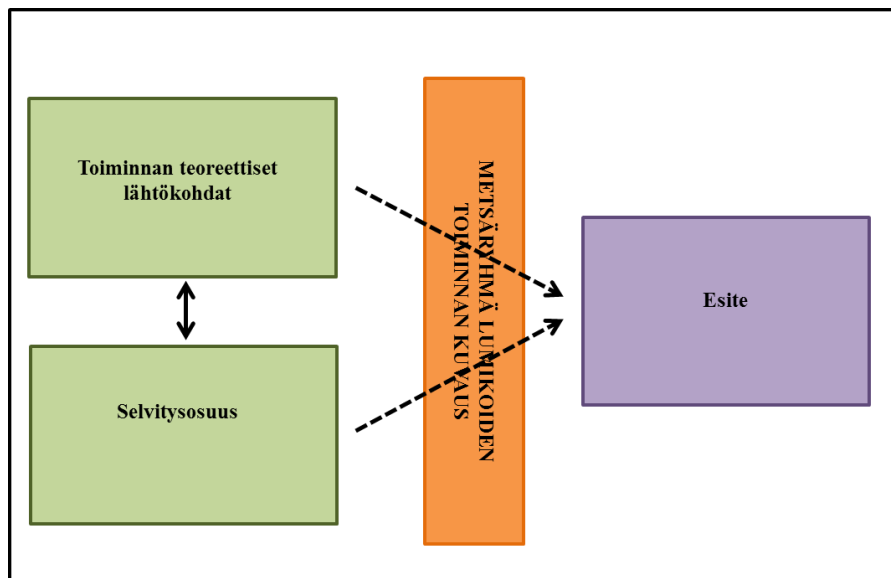 Toiminnan teoreettiset
lähtökohdat
Selvitysosuus
METSÄRYHMÄ LUMIKOIDEN
TOIMINNAN KUVAUS
Esite